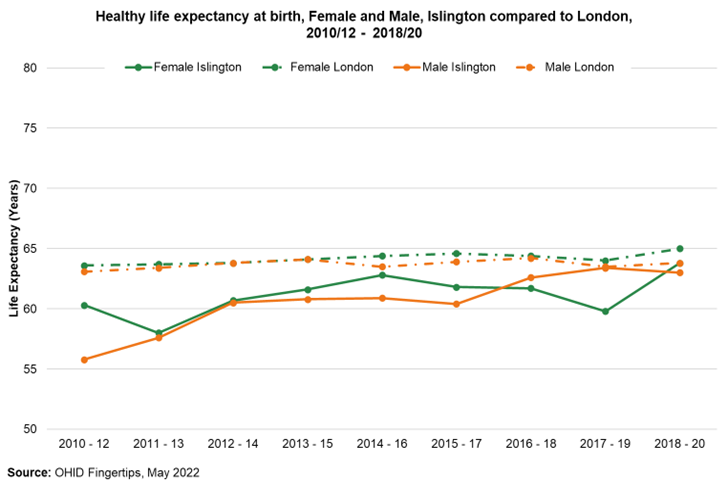 Healthy life expectancy at birth, Female and Male, Islington compared to London,
2010/12 - 2018/20
80
Female Islington
Female London
Male Islington
Male London
75
70
65
60
55
50
Life Expectancy (Years)
2010 - 12
2011 - 13
2012 - 14
2013 - 15
2014 - 16
2015 - 17
2016 - 18
2017 - 19
2018 - 20
Source: OHID Fingertips, May 2022